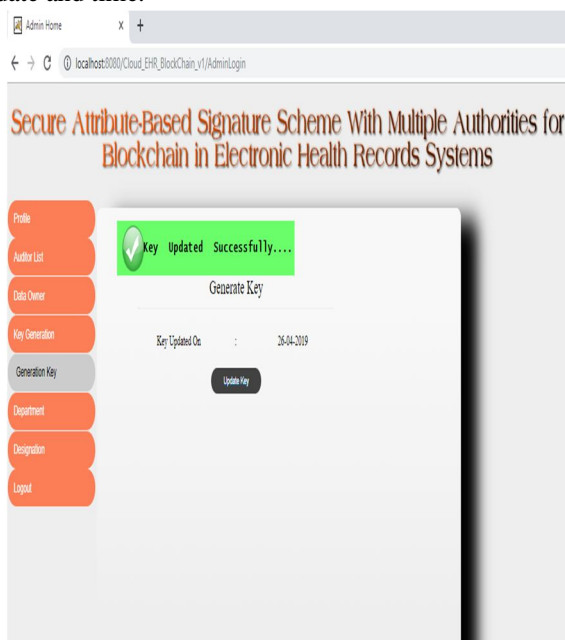 date and time.
Admin Home x +
localhost:8080/Cloud_EHR_BlockChain_v1/AdminLogin
Secure Attribute-Based Signature Scheme With Multiple Authorities for
Blockchain in Electronic Health Records Systems
Profile
Auditor List
Data Owner
Key Generation
Generation Key
Department
Designation
Logout
Key Updated Successfully....
Generate Key
Key Updated On : 26-04-2019
Update Key